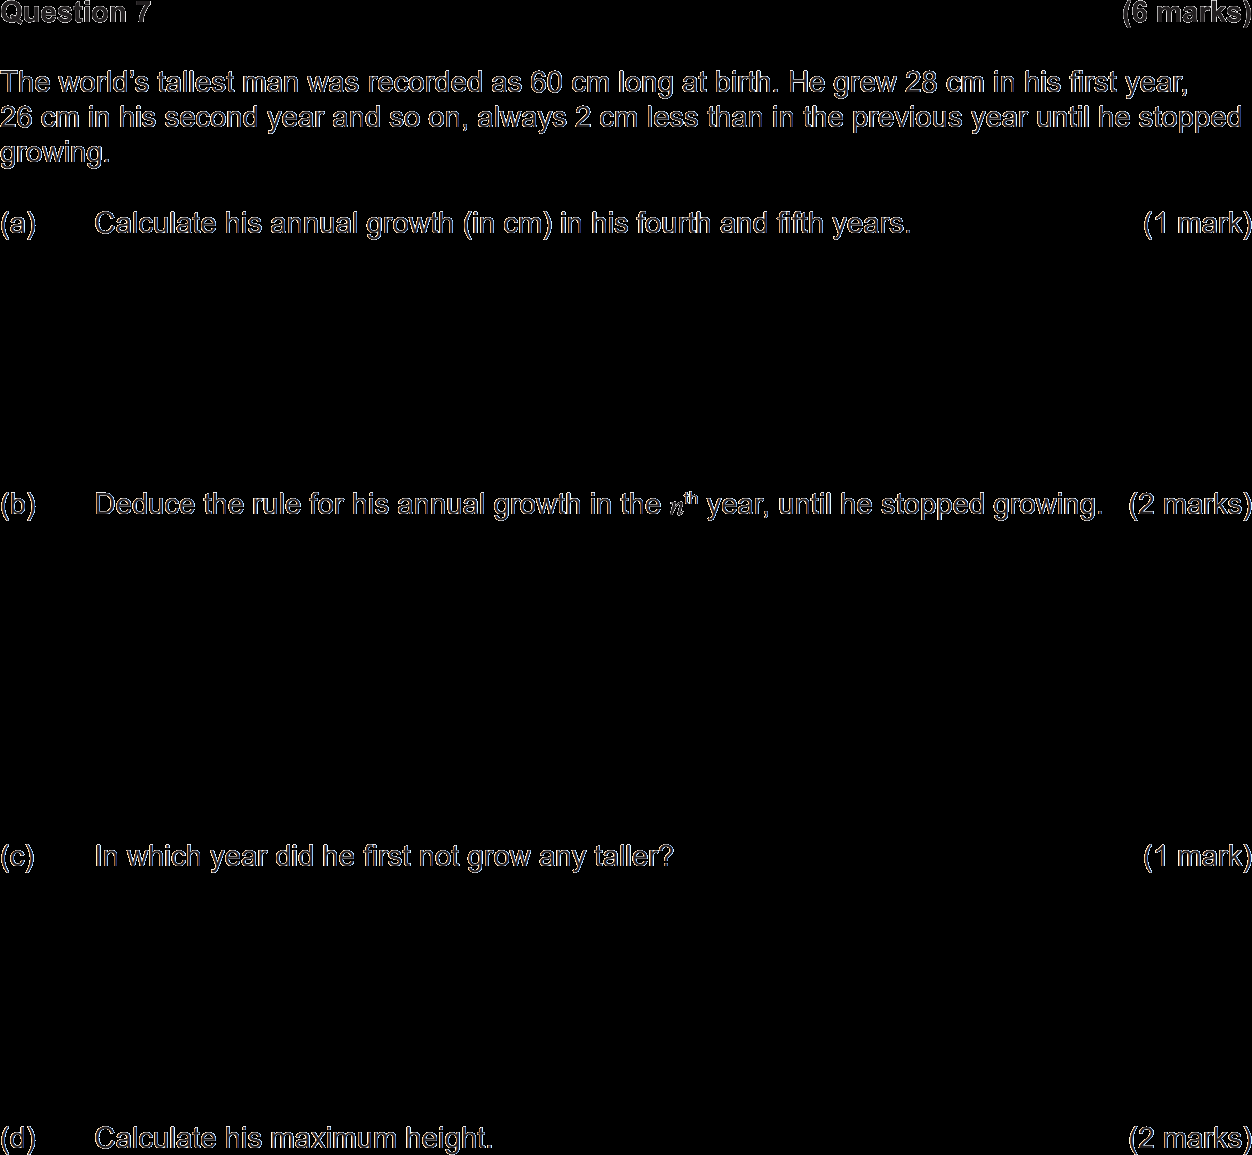 Question 7 (6 marks)
The world's tallest man was recorded as 60 cm long at birth. He grew 28 cm in his first year,
26 cm in his second year and so on, always 2 cm less than in the previous year until he stopped
growing.
(a) Calculate his annual growth (in cm) in his fourth and fifth years. (1 mark)
(b) Deduce the rule for his annual growth in the nᵗʰ year, until he stopped growing. (2 marks)
(c) In which year did he first not grow any taller? (1 mark)
(d) Calculate his maximum height. (2 marks)